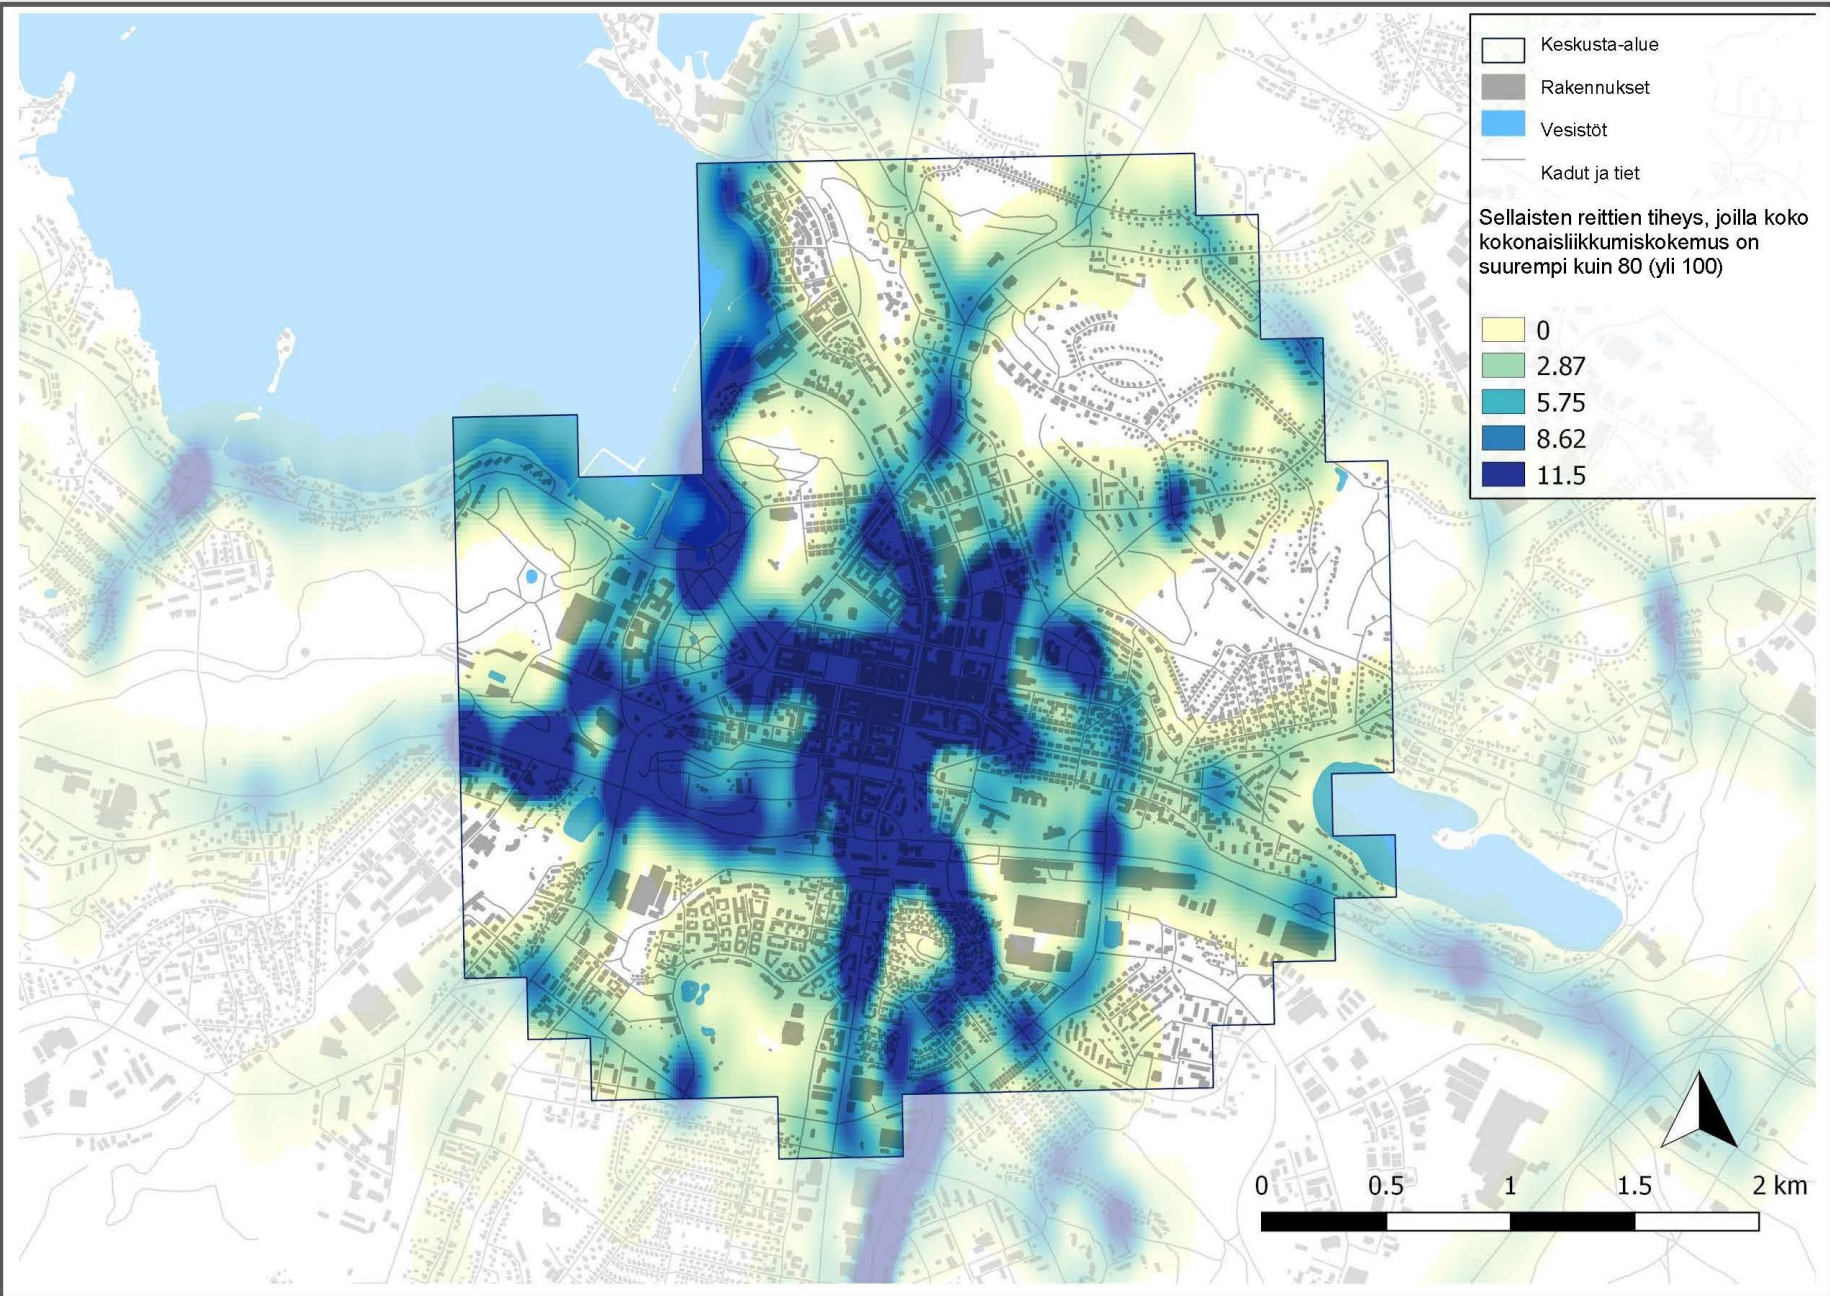 Keskusta-alue
Rakennukset
Vesistöt
Kadut ja tiet
Sellaisten reittien tiheys, joilla koko
kokonaisliikkumiskokemus on
suurempi kuin 80 (yli 100)
0
2.87
5.75
8.62
11.5
0 0.5 1 1.5 2 km